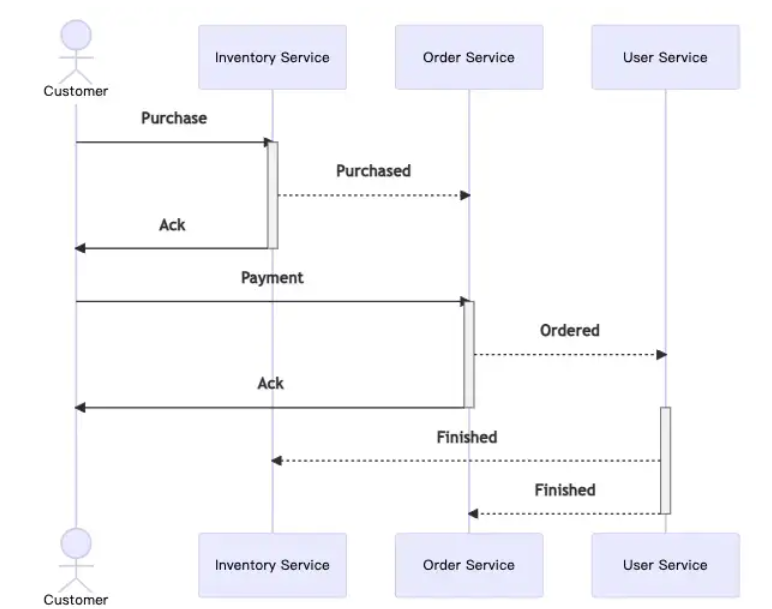 Customer
Inventory Service
Order Service
User Service
Purchase
Purchased
Ack
Payment
Ordered
Ack
Finished
Finished
Customer
Inventory Service
Order Service
User Service